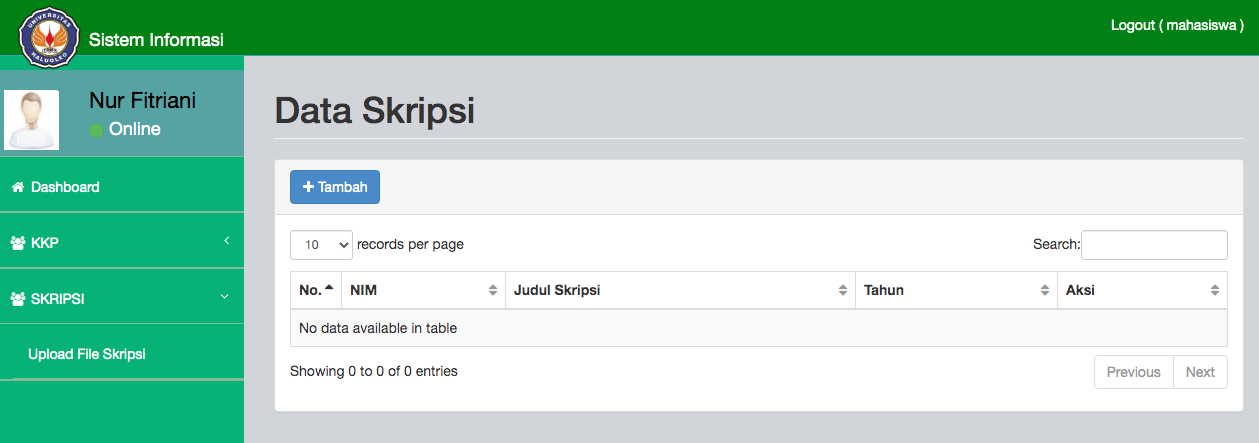 UNIVERSITAS
HALUOLEO
Sistem Informasi
Logout ( mahasiswa )
Nur Fitriani
Online
Dashboard
KKP
SKRIPSI
Upload File Skripsi
Data Skripsi
Tambah
10 records per page
Search:
No. NIM Judul Skripsi Tahun Aksi
No data available in table
Showing 0 to 0 of 0 entries
Previous Next